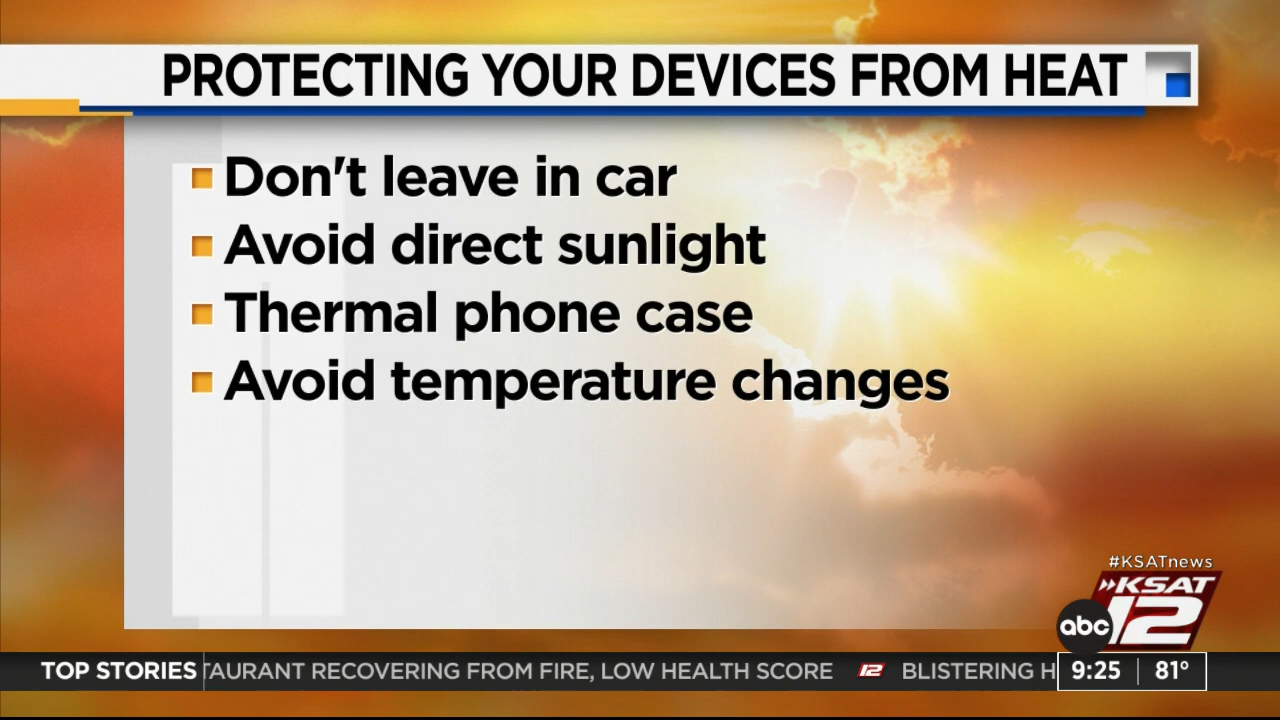 PROTECTING YOUR DEVICES FROM HEAT
Don't leave in car
Avoid direct sunlight
Thermal phone case
Avoid temperature changes
#KSATnews
KSAT
abc 12
TOP STORIES RECOVERING FROM FIRE, LOW HEALTH SCORE 12 BLISTERING 9:25 81°